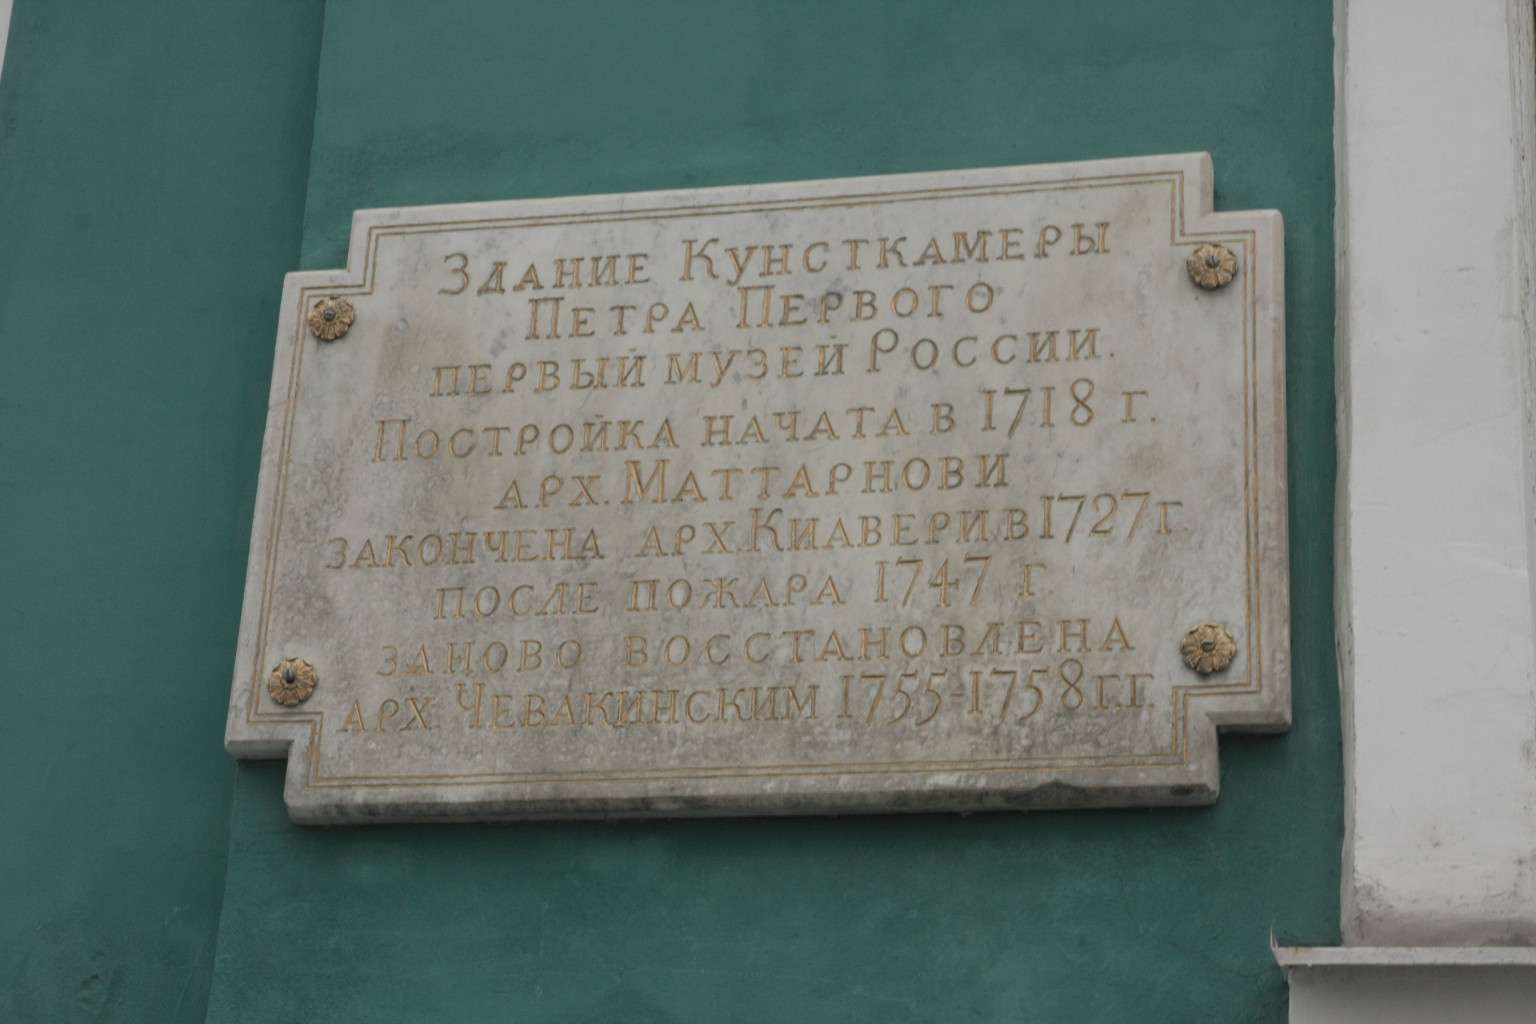 Здание Кунсткамеры
Петра Первого
первый музей России.
Постройка начата в 1718 г.
арх. Маттарнови
закончена арх. Киавери в 1727 г.
после пожара 1747 г.
заново восстановлена
арх. Чевакинским 1755-1758 г.г.